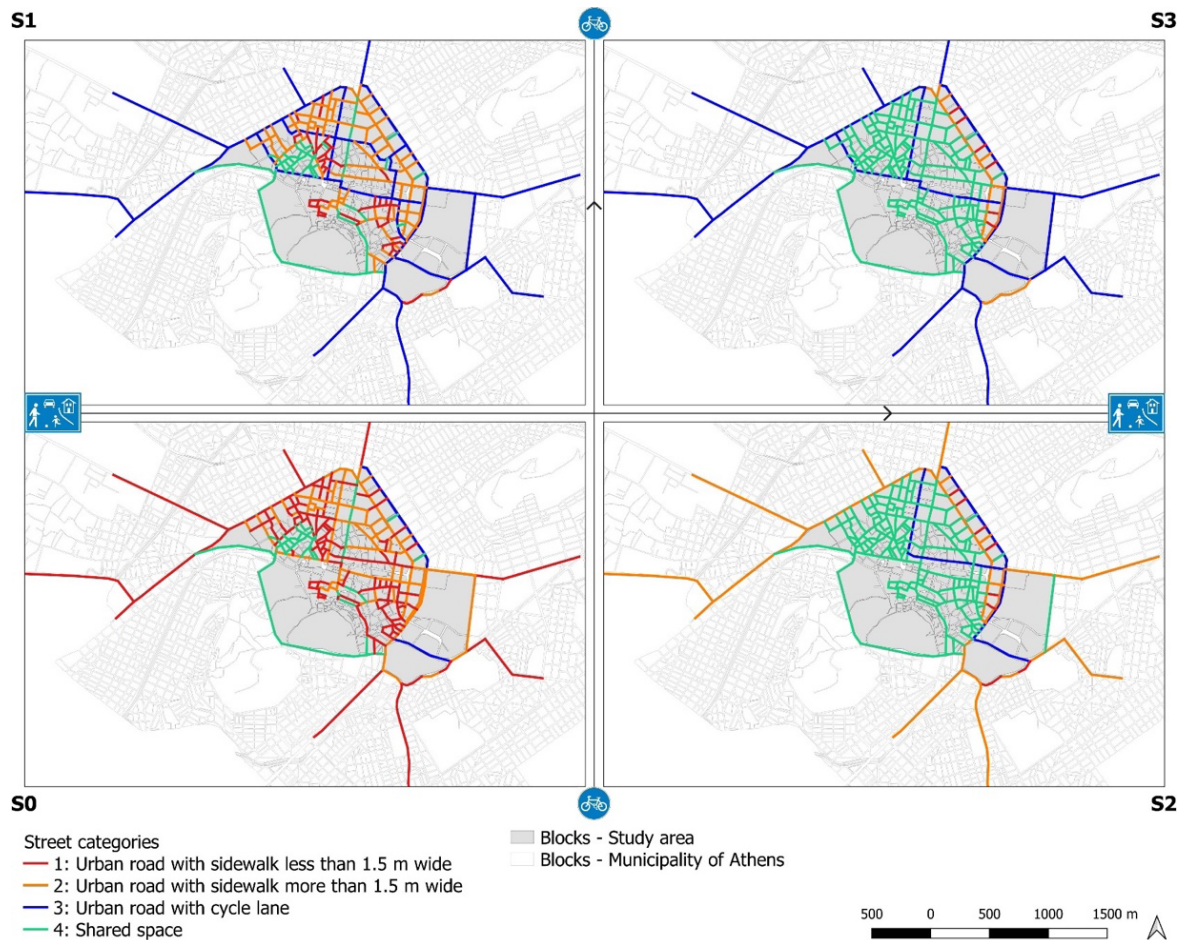 S1
S3
S0
S2
Street categories
1: Urban road with sidewalk less than 1.5 m wide
2: Urban road with sidewalk more than 1.5 m wide
3: Urban road with cycle lane
4: Shared space
Blocks - Study area
Blocks - Municipality of Athens
500 0 500 1000 1500 m